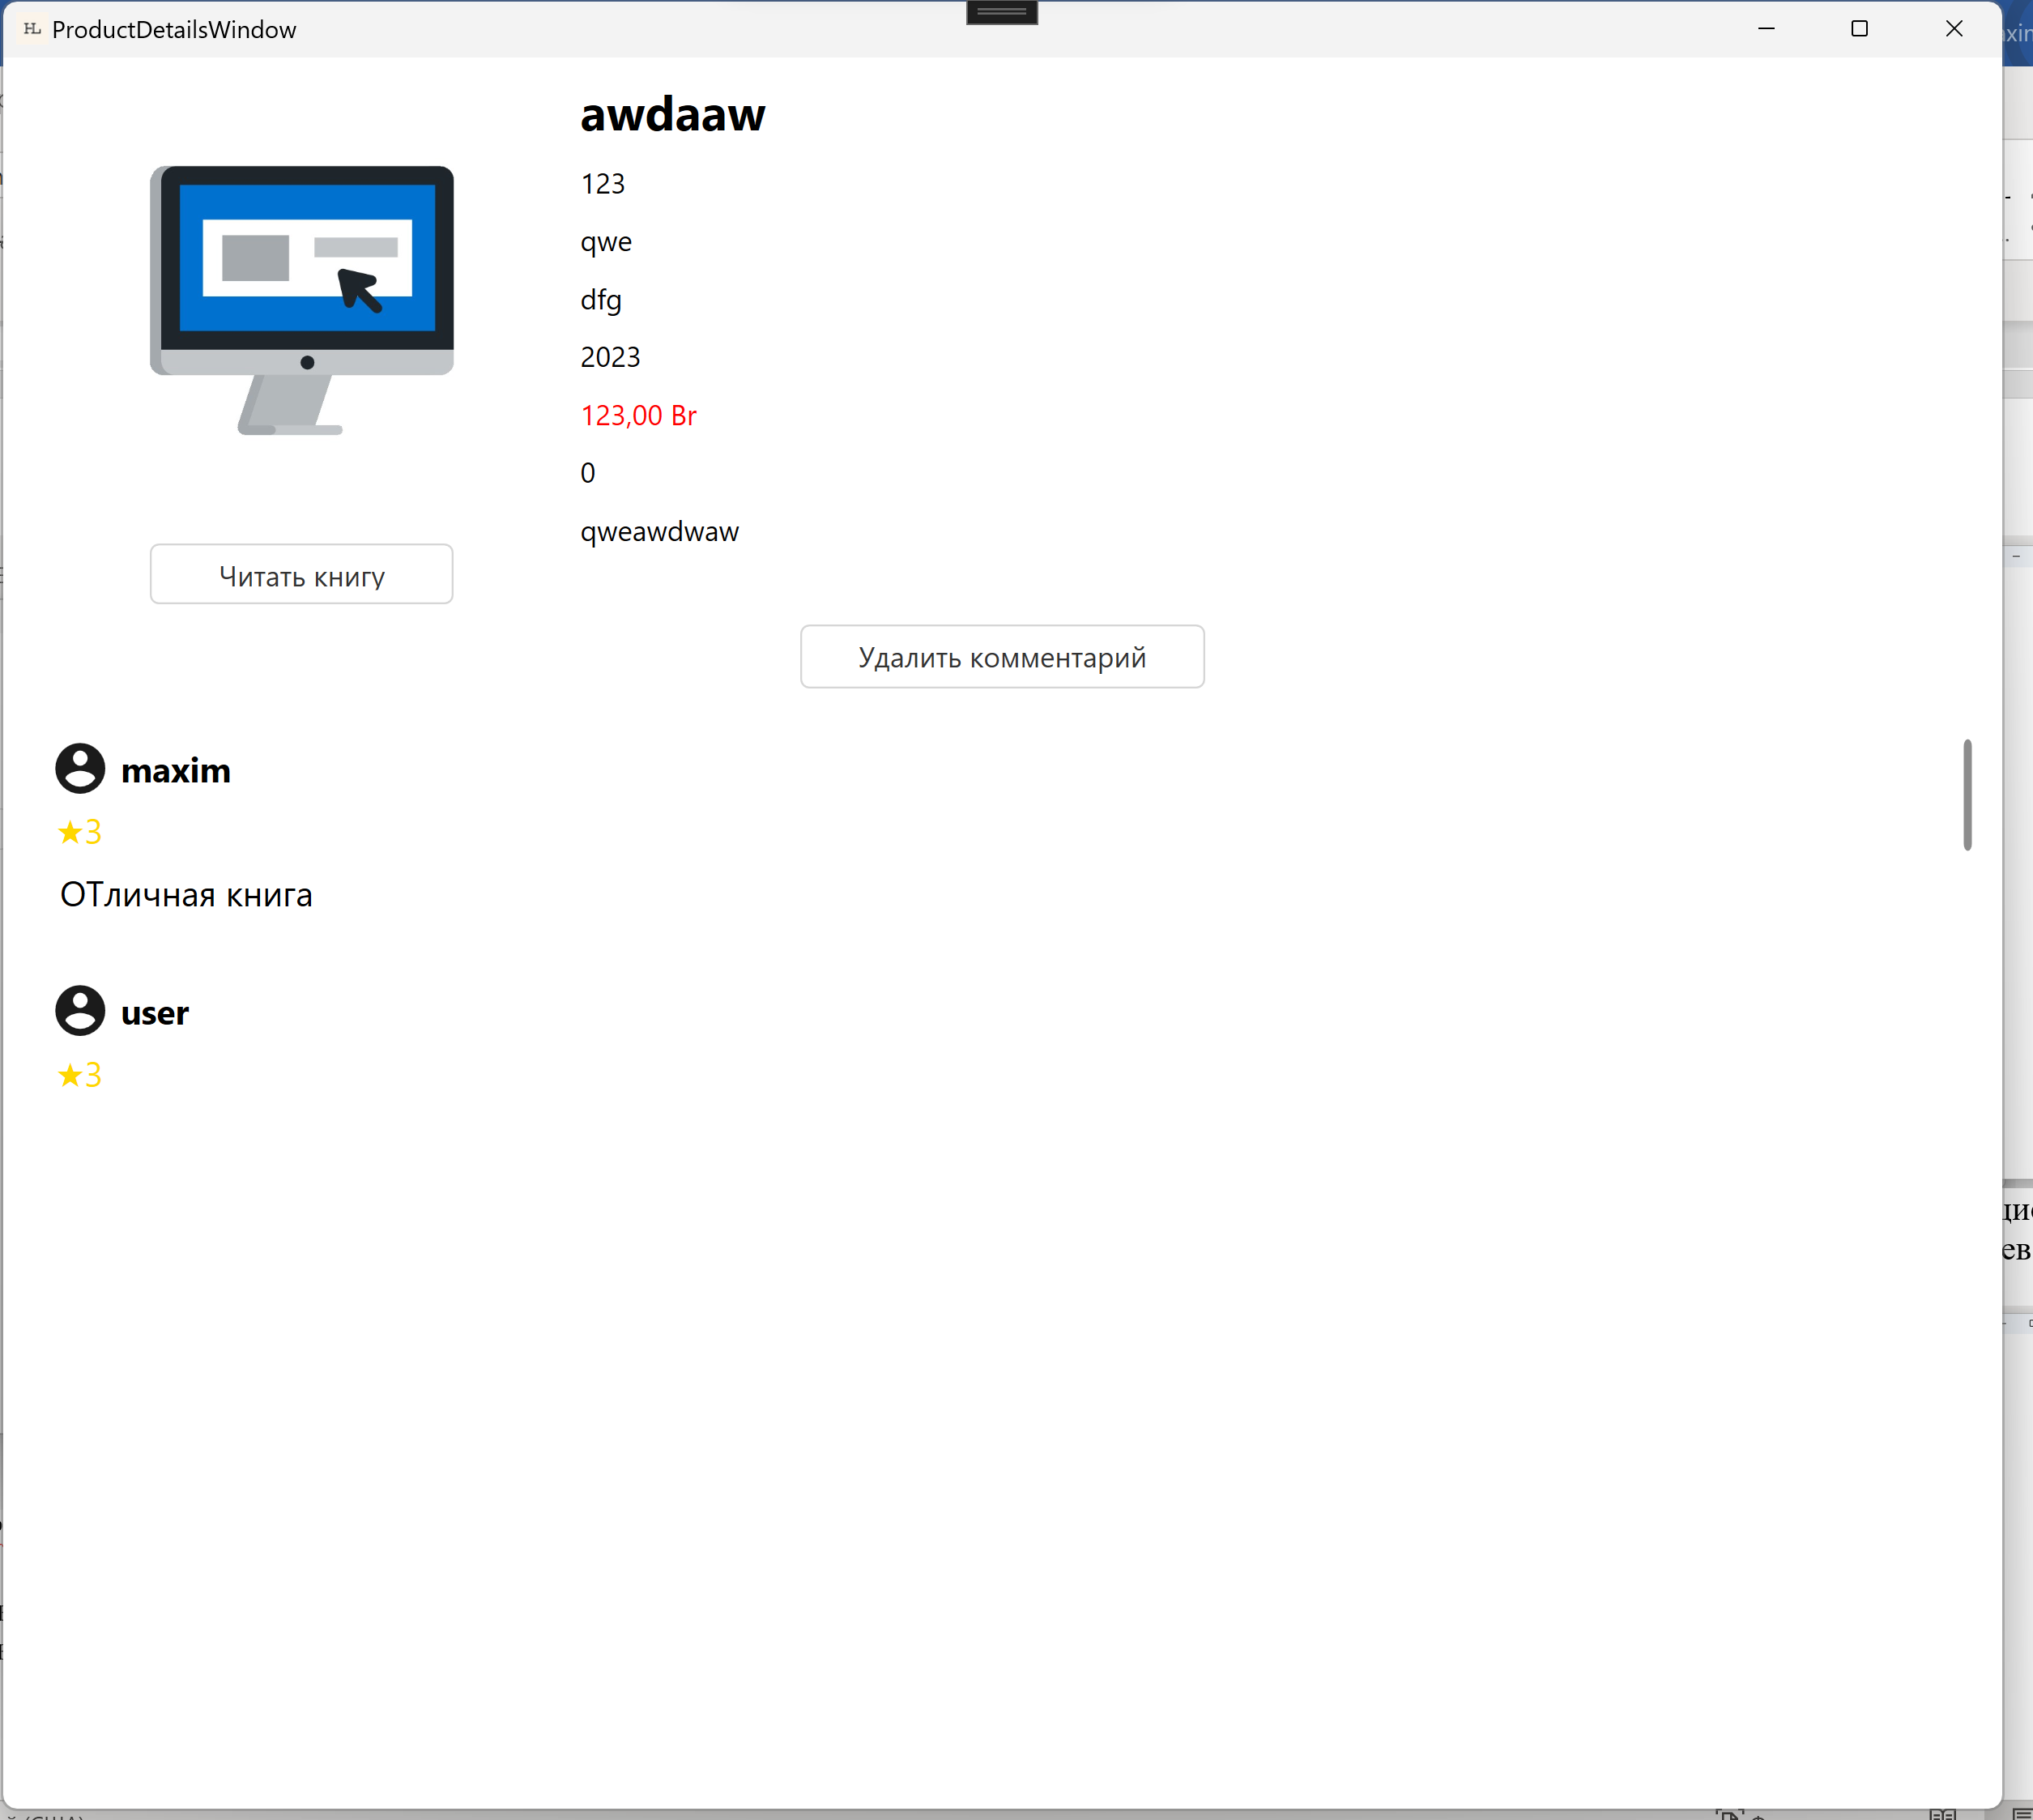 HL ProductDetailsWindow
awdaaw
123
qwe
dfg
2023
123,00 Br
0
qweawdwaw
Читать книгу
Удалить комментарий
maxim
★3
ОТличная книга
user
★3